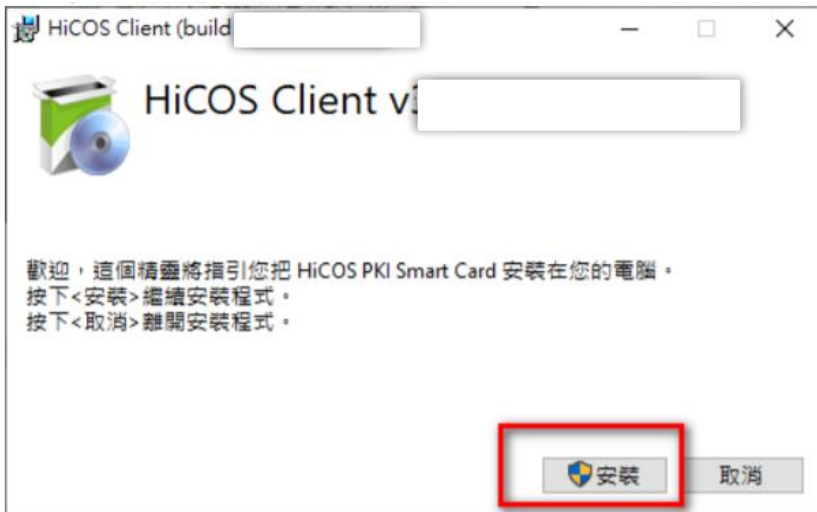 HiCOS Client (build
HiCOS Client v3
歡迎，這個精靈將指引您把 HiCOS PKI Smart Card 安裝在您的電腦。
按下<安裝>繼續安裝程式。
按下<取消>離開安裝程式。
安裝
取消